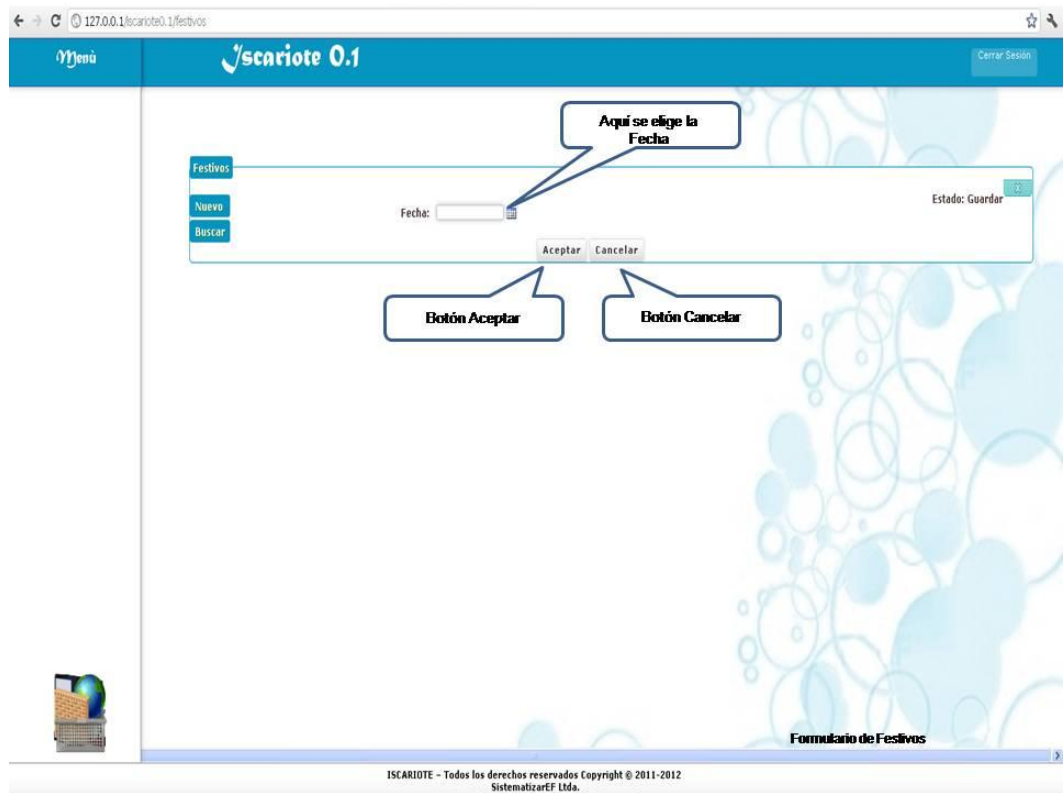 127.0.0.1/iscariote0.1/festivos
Menú
Iscariote 0.1
Cerrar Sesión
Aquí se elige la
Fecha
Festivos
Nuevo
Buscar
Fecha:
Estado: Guardar
X
Aceptar Cancelar
Botón Aceptar
Botón Cancelar
Formulario de Festivos
ISCARIOTE - Todos los derechos reservados Copyright © 2011-2012
SistematizarEF Ltda.